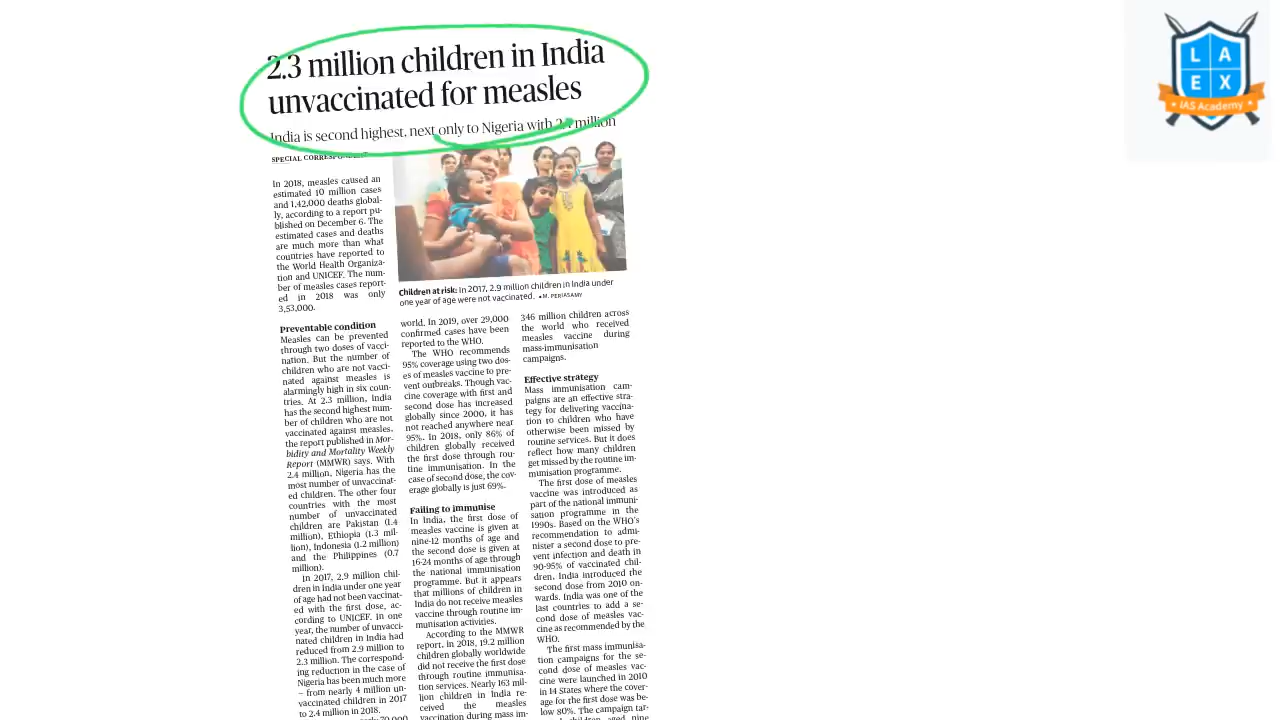 2.3 million children in India
unvaccinated for measles
India is second highest, next only to Nigeria with million
SPECIAL
In 2018, measles caused an
estimated 10 million cases
and 1,42,000 deaths global-
ly, according to a report pu-
blished on December 6. The
estimated cases and deaths
are much more than what
countries have reported to
the World Health Organiza-
tion and UNICEF. The num-
ber of measles cases report-
ed in 2018 was only
3,53,000.
Preventable condition
Measles can be prevented
through two doses of vacci-
nation. But the number of
children who are not vacci-
nated against measles is
alarmingly high in six coun-
tries. At 2.3 million, India
has the second highest num-
ber of children who are not
vaccinated against measles,
the report published in Mor-
bidity and Mortality Weekly
Report (MMWR) says. With
2.4 million, Nigeria has the
most number of unvaccinat-
ed children. The other four
countries with the most
number of unvaccinated
children are Pakistan (1.4
million), Ethiopia (1.3 mil-
lion), Indonesia (1.2 million)
and the Philippines (0.7
million).
In 2017, 2.9 million chil-
dren in India under one year
of age had not been vaccinat-
ed with the first dose, ac-
cording to UNICEF. In one
year, the number of unvacci-
nated children in India had
reduced from 2.9 million to
2.3 million. The correspond-
ing reduction in the case of
Nigeria has been much more
– from nearly 4 million un-
vaccinated children in 2017
to 2.4 million in 2018.
70,000
Children at risk: In 2017, 2.9 million children in India under
one year of age were not vaccinated. •M. PERIASAMY
world. In 2019, over 29,000
confirmed cases have been
reported to the WHO.
The WHO recommends
95% coverage using two dos-
es of measles vaccine to pre-
vent outbreaks. Though vac-
cine coverage with first and
second dose has increased
globally since 2000, it has
not reached anywhere near
95%. In 2018, only 86% of
children globally received
the first dose through rou-
tine immunisation. In the
case of second dose, the cov-
erage globally is just 69%.
Failing to immunise
In India, the first dose of
measles vaccine is given at
nine-12 months of age and
the second dose is given at
16-24 months of age through
the national immunisation
programme. But it appears
that millions of children in
India do not receive measles
vaccine through routine im-
munisation activities.
According to the MMWR
report, in 2018, 19.2 million
children globally worldwide
did not receive the first dose
through routine immunisa-
tion services. Nearly 163 mil-
lion children in India re-
ceived the measles
vaccination during mass im-
346 million children across
the world who received
measles vaccine during
mass-immunisation
campaigns.
Effective strategy
Mass immunisation cam-
paigns are an effective stra-
tegy for delivering vaccina-
tion to children who have
otherwise been missed by
routine services. But it does
reflect how many children
get missed by the routine im-
munisation programme.
The first dose of measles
vaccine was introduced as
part of the national immuni-
sation programme in the
1990s. Based on the WHO's
recommendation to admi-
nister a second dose to pre-
vent infection and death in
90-95% of vaccinated chil-
dren, India introduced the
second dose from 2010 on-
wards. India was one of the
last countries to add a se-
cond dose of measles vac-
cine as recommended by the
WHO.
The first mass immunisa-
tion campaigns for the se-
cond dose of measles vac-
cine were launched in 2010
in 14 States where the cover-
age for the first dose was be-
low 80%. The campaign tar-
children aged nine
L A
E X
IAS Academy